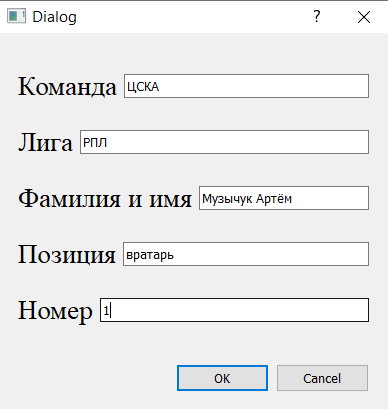 Dialog
Команда ЦСКА
Лига РПЛ
Фамилия и имя Музычук Артём
Позиция вратарь
Номер 1
OK Cancel